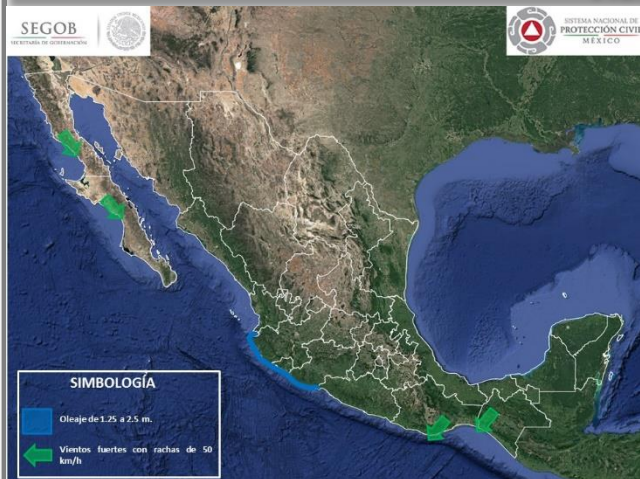 SEGOB
SECRETARÍA DE GOBERNACIÓN
SISTEMA NACIONAL DE
PROTECCIÓN CIVIL
MÉXICO
SIMBOLOGÍA
Oleaje de 1.25 a 2.5 m.
Vientos fuertes con rachas de 50
km/h